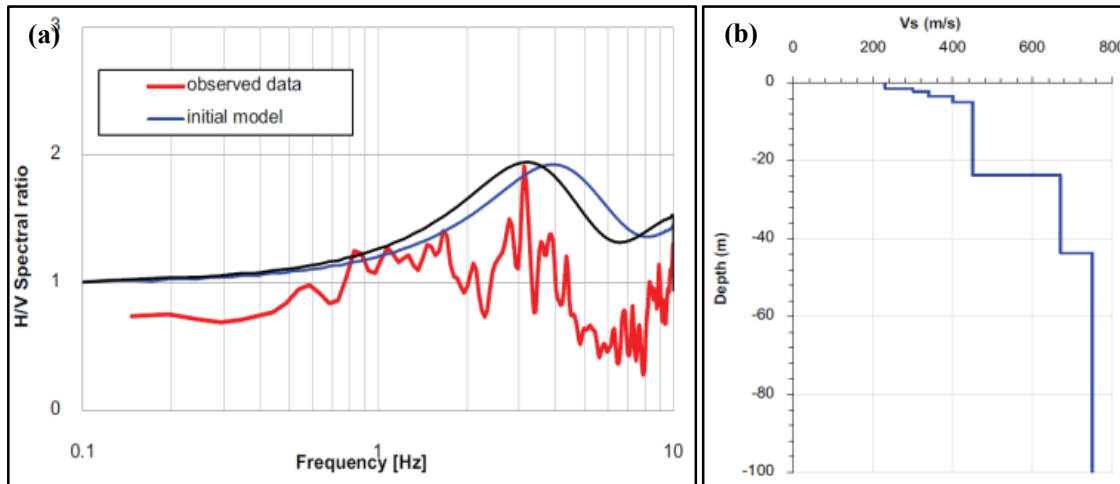 (a)
3
2
1
0
H/V Spectral ratio
observed data
initial model
0.1
1
10
Frequency [Hz]
(b)
Vs (m/s)
0
200
400
600
800
0
-20
-40
-60
-80
-100
Depth (m)